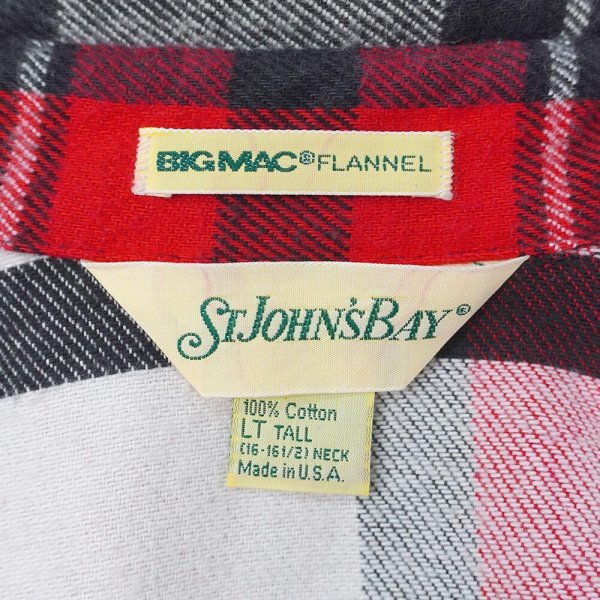 BIG MAC® FLANNEL
ST. JOHN'S BAY®
100% Cotton
LT TALL
(16-16 1/2) NECK
Made in U.S.A.